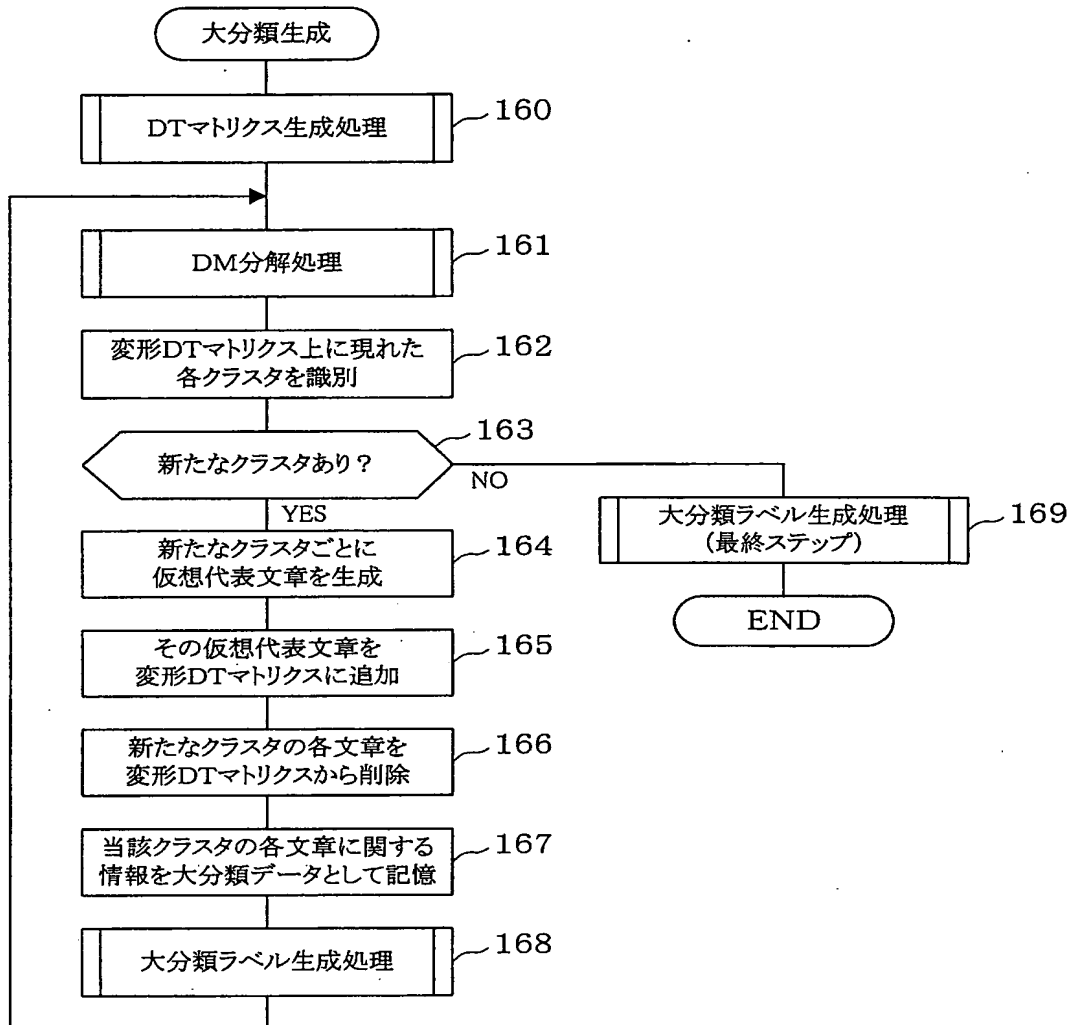 大分類生成
DTマトリクス生成処理
160
DM分解処理
161
変形DTマトリクス上に現れた
各クラスタを識別
162
新たなクラスタあり?
163
NO
YES
新たなクラスタごとに
仮想代表文章を生成
164
大分類ラベル生成処理
(最終ステップ)
169
END
その仮想代表文章を
変形DTマトリクスに追加
165
新たなクラスタの各文章を
変形DTマトリクスから削除
166
当該クラスタの各文章に関する
情報を大分類データとして記憶
167
大分類ラベル生成処理
168